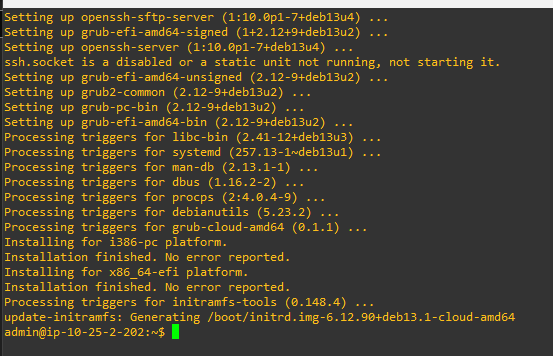 Setting up openssh-sftp-server (1:10.0p1-7+deb13u4) ...
Setting up grub-efi-amd64-signed (1+2.12+9+deb13u2) ...
Setting up openssh-server (1:10.0p1-7+deb13u4) ...
ssh.socket is a disabled or a static unit not running, not starting it.
Setting up grub-efi-amd64-unsigned (2.12-9+deb13u2) ...
Setting up grub2-common (2.12-9+deb13u2) ...
Setting up grub-pc-bin (2.12-9+deb13u2) ...
Setting up grub-efi-amd64-bin (2.12-9+deb13u2) ...
Processing triggers for libc-bin (2.41-12+deb13u3) ...
Processing triggers for systemd (257.13-1~deb13u1) ...
Processing triggers for man-db (2.13.1-1) ...
Processing triggers for dbus (1.16.2-2) ...
Processing triggers for procps (2:4.0.4-9) ...
Processing triggers for debianutils (5.23.2) ...
Processing triggers for grub-cloud-amd64 (0.1.1) ...
Installing for i386-pc platform.
Installation finished. No error reported.
Installing for x86_64-efi platform.
Installation finished. No error reported.
Processing triggers for initramfs-tools (0.148.4) ...
update-initramfs: Generating /boot/initrd.img-6.12.90+deb13.1-cloud-amd64
admin@ip-10-25-2-202:~$